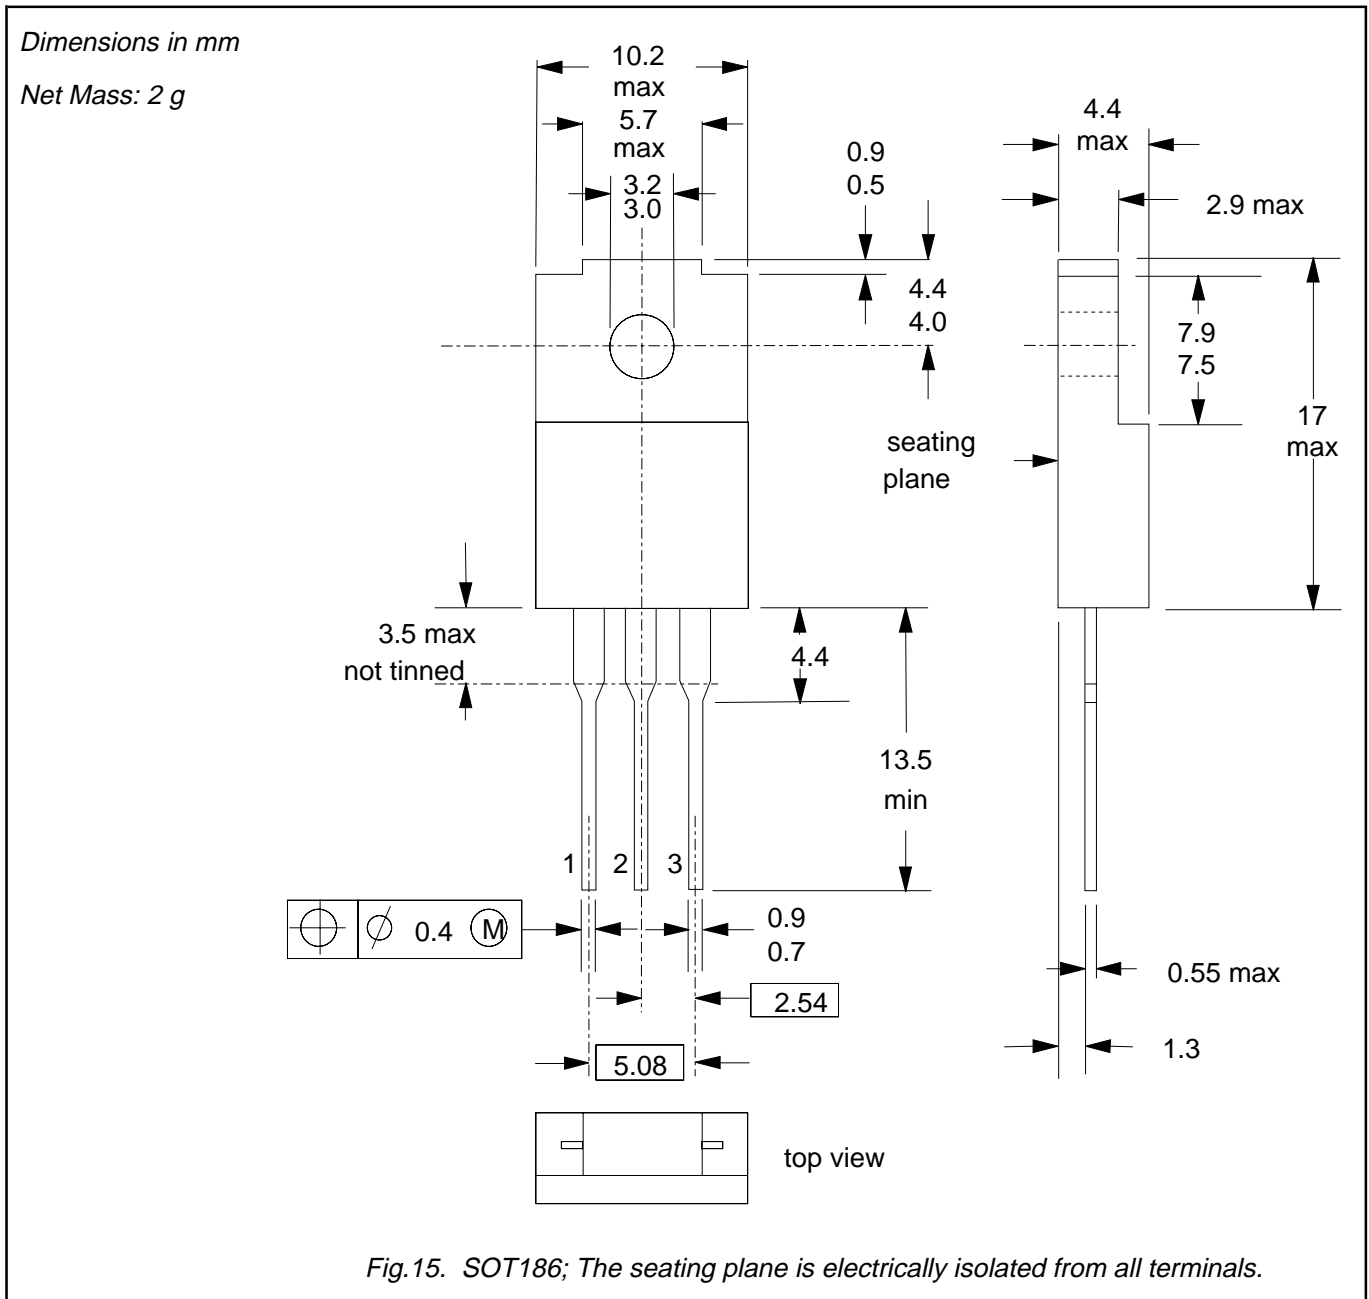 Dimensions in mm
Net Mass: 2 g
10.2
max
5.7
max
3.2
3.0
0.9
0.5
4.4
4.0
seating
plane
4.4
max
2.9 max
7.9
7.5
17
max
3.5 max
not tinned
4.4
13.5
min
1 2 3
0.4 M
0.9
0.7
2.54
5.08
0.55 max
1.3
top view
Fig.15. SOT186; The seating plane is electrically isolated from all terminals.